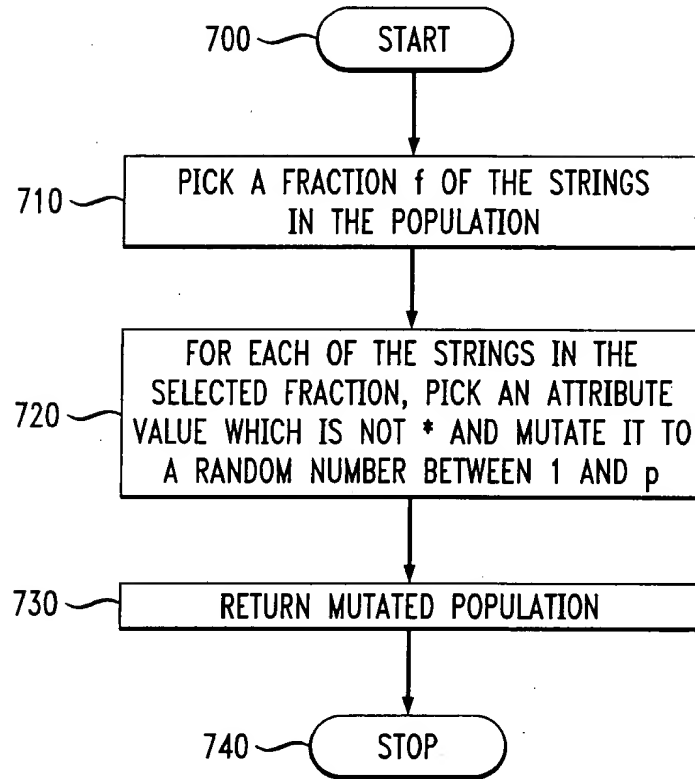 700 START
710 PICK A FRACTION f OF THE STRINGS
IN THE POPULATION
FOR EACH OF THE STRINGS IN THE
SELECTED FRACTION, PICK AN ATTRIBUTE
720 VALUE WHICH IS NOT * AND MUTATE IT TO
A RANDOM NUMBER BETWEEN 1 AND p
730 RETURN MUTATED POPULATION
740 STOP